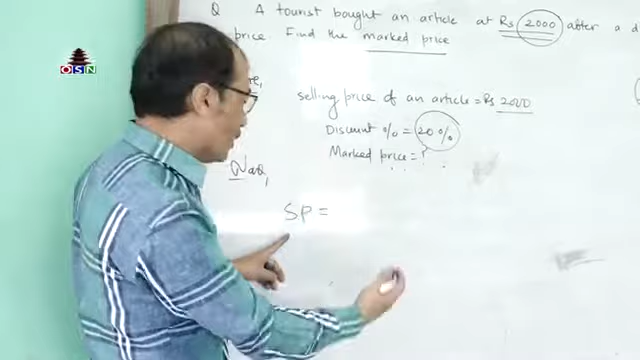 Q A tourist bought an article at Rs 2000 after a d
price. Find the marked price
selling price of an article = Rs 2000
Discount % = 20%
Marked price = ?
Now,
SP =
OSN